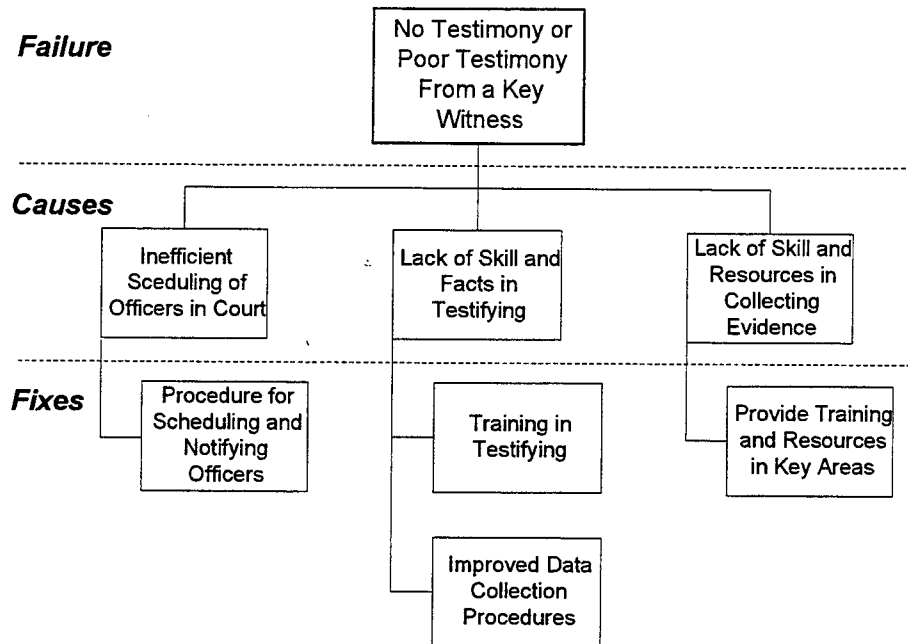 Failure
No Testimony or
Poor Testimony
From a Key
Witness
Causes
Inefficient
Sceduling of
Officers in Court
Lack of Skill and
Facts in
Testifying
Lack of Skill and
Resources in
Collecting
Evidence
Fixes
Procedure for
Scheduling and
Notifying
Officers
Training in
Testifying
Provide Training
and Resources
in Key Areas
Improved Data
Collection
Procedures